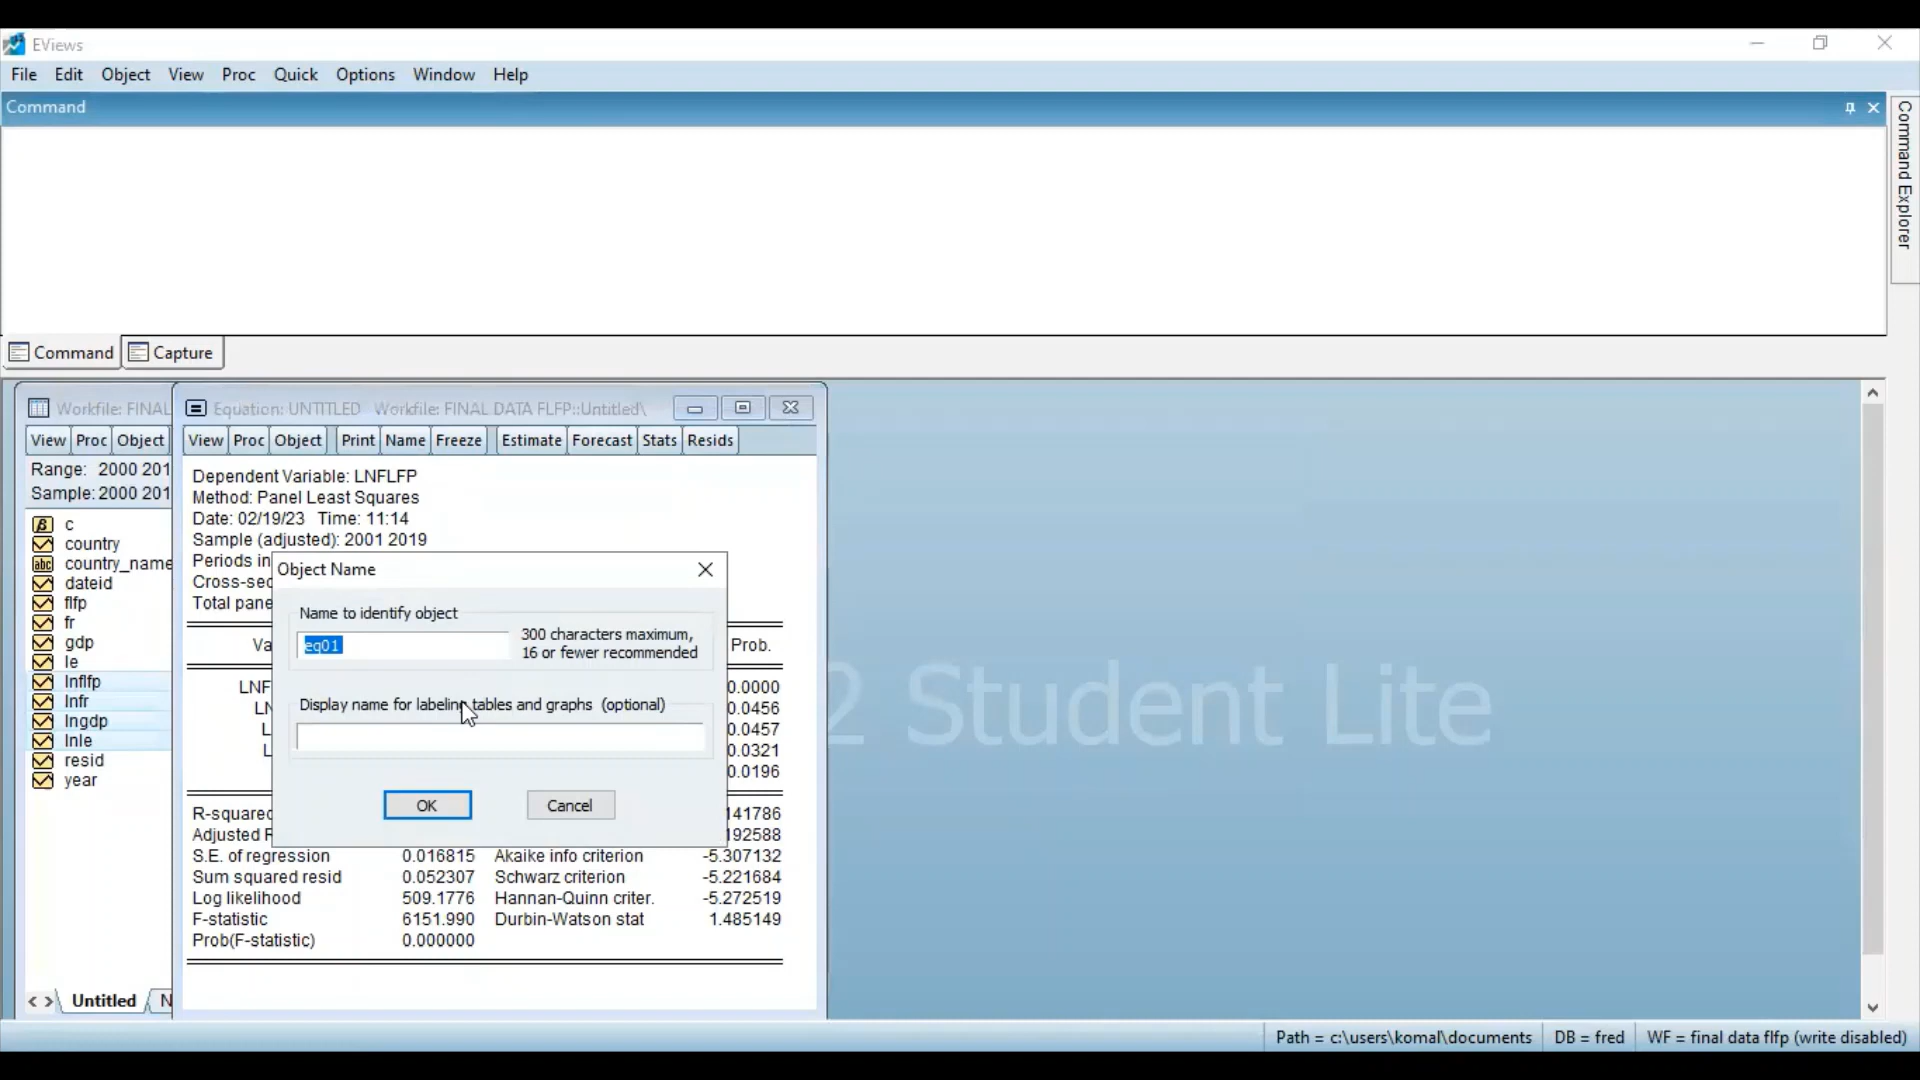 EViews
File Edit Object View Proc Quick Options Window Help
Command
Command Explorer
Command Capture
Workfile: FINAL
View Proc Object
Range: 2000 201
Sample: 2000 201
c
country
country_name
dateid
flfp
fr
gdp
le
lnflfp
lnfr
lngdp
lnle
resid
year
Untitled N
Equation: UNTITLED Workfile: FINAL DATA FLFP::Untitled\
View Proc Object Print Name Freeze Estimate Forecast Stats Resids
Dependent Variable: LNFLFP
Method: Panel Least Squares
Date: 02/19/23 Time: 11:14
Sample (adjusted): 2001 2019
Periods in
Cross-sec
Total pane
Va Prob.
LNF 0.0000
LN 0.0456
L 0.0457
L 0.0321
0.0196
R-squared 141786
Adjusted R 192588
S.E. of regression 0.016815 Akaike info criterion -5.307132
Sum squared resid 0.052307 Schwarz criterion -5.221684
Log likelihood 509.1776 Hannan-Quinn criter. -5.272519
F-statistic 6151.990 Durbin-Watson stat 1.485149
Prob(F-statistic) 0.000000
Object Name
Name to identify object
eq01
300 characters maximum,
16 or fewer recommended
Display name for labeling tables and graphs (optional)
OK Cancel
2 Student Lite
Path = c:\users\komal\documents DB = fred WF = final data flfp (write disabled)